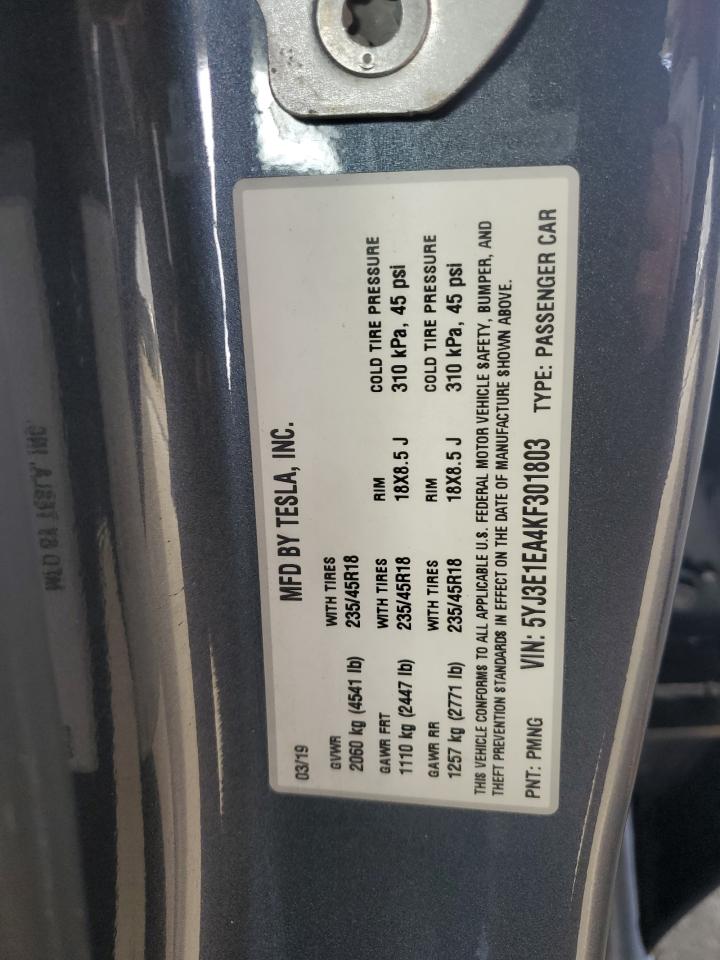 MFD BY TESLA, INC.
03/19
GVWR WITH TIRES
2060 kg (4541 lb) 235/45R18
GAWR FRT WITH TIRES RIM COLD TIRE PRESSURE
1110 kg (2447 lb) 235/45R18 18X8.5 J 310 kPa, 45 psi
GAWR RR WITH TIRES RIM COLD TIRE PRESSURE
1257 kg (2771 lb) 235/45R18 18X8.5 J 310 kPa, 45 psi
THIS VEHICLE CONFORMS TO ALL APPLICABLE U.S. FEDERAL MOTOR VEHICLE SAFETY, BUMPER, AND
THEFT PREVENTION STANDARDS IN EFFECT ON THE DATE OF MANUFACTURE SHOWN ABOVE.
PNT: PMNG VIN: 5YJ3E1EA4KF301803 TYPE: PASSENGER CAR